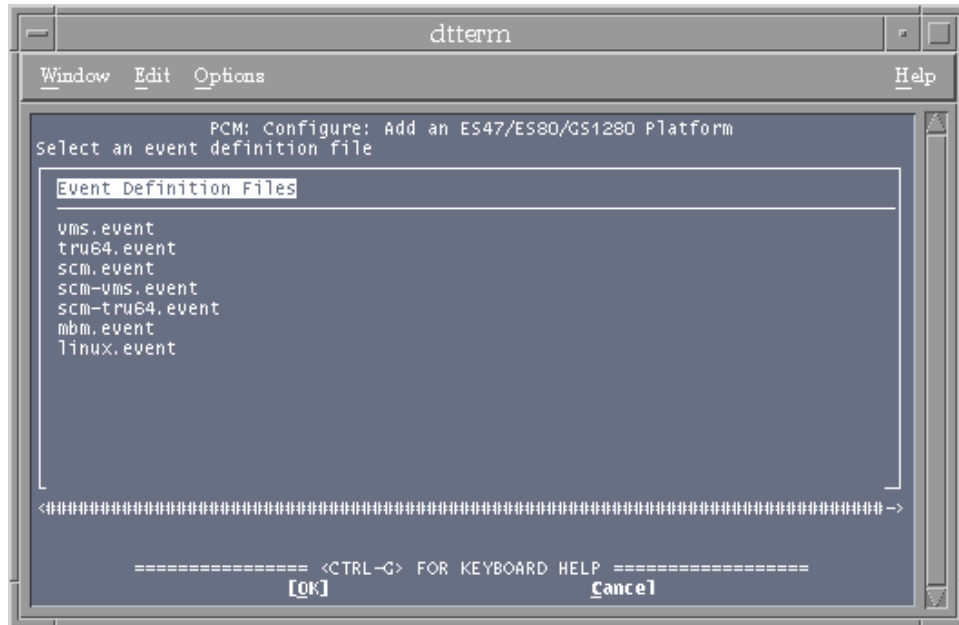 dtterm
Window Edit Options Help
PCM: Configure: Add an ES47/ES80/GS1280 Platform
Select an event definition file
Event Definition Files
vms.event
tru64.event
scm.event
scm-vms.event
scm-tru64.event
mbm.event
linux.event
<##############################################################################->
================ <CTRL-G> FOR KEYBOARD HELP ==================
[OK] Cancel